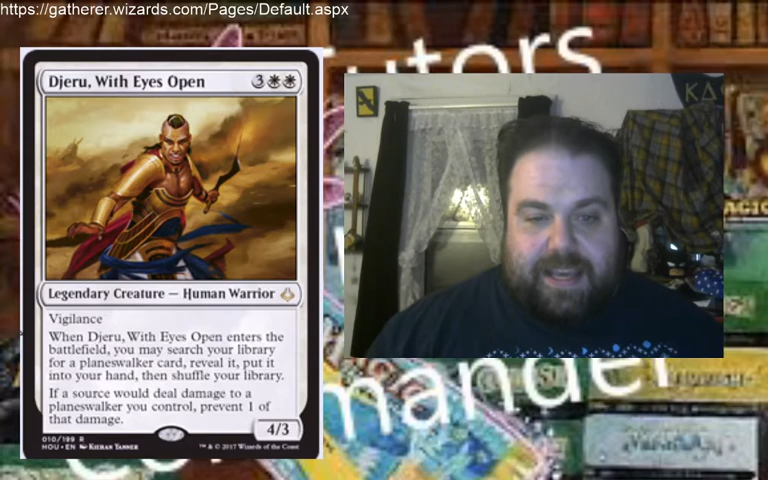 https://gatherer.wizards.com/Pages/Default.aspx
Tutors
Djeru, With Eyes Open 3
ΚΔ
Legendary Creature — Human Warrior
Vigilance
When Djeru, With Eyes Open enters the
battlefield, you may search your library
for a planeswalker card, reveal it, put it
into your hand, then shuffle your library.
If a source would deal damage to a
planeswalker you control, prevent 1 of
that damage.
4/3
010/199 R
HOU • EN Kieran Yanner
™ & © 2017 Wizards of the Coast